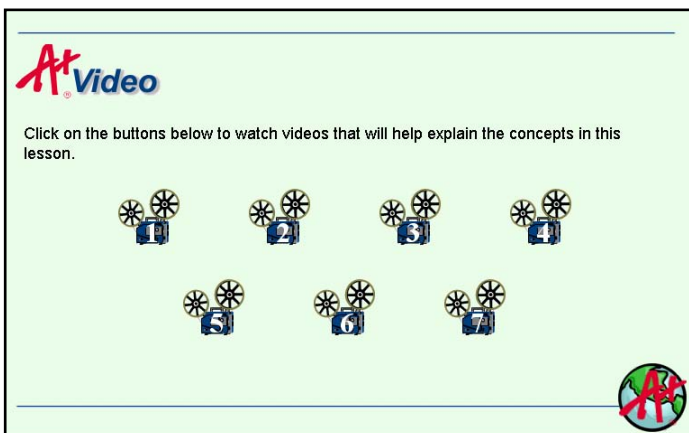 A+
Video
®
Click on the buttons below to watch videos that will help explain the concepts in this
lesson.
1 2 3 4
5 6 7
A+